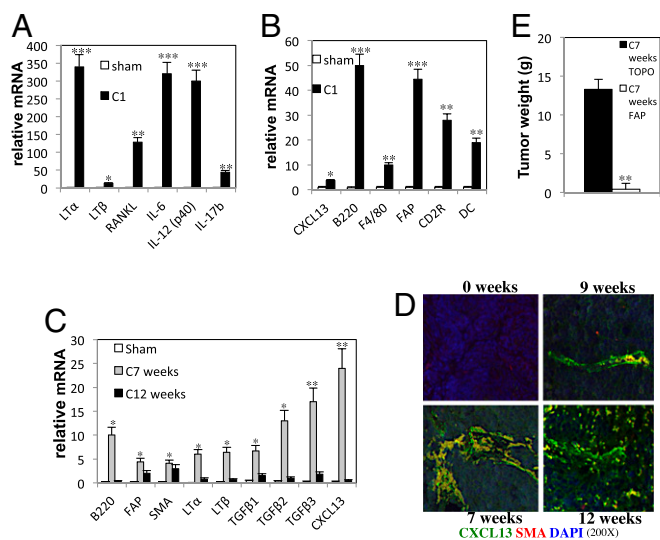 A
relative mRNA
400
350
300
250
200
150
100
50
0
sham
C1
***
*
**
***
***
**
LTα
LTβ
RANKL
IL-6
IL-12 (p40)
IL-17b
B
relative mRNA
60
50
40
30
20
10
0
sham
C1
*
***
**
***
**
**
CXCL13
B220
F4/80
FAP
CD2R
DC
E
Tumor weight (g)
20
15
10
5
0
C7
weeks
TOPO
C7
weeks
FAP
**
C
relative mRNA
30
25
20
15
10
5
0
Sham
C7 weeks
C12 weeks
*
*
*
*
*
*
*
**
**
B220
FAP
SMA
LTα
LTβ
TGFβ1
TGFβ2
TGFβ3
CXCL13
D
0 weeks
9 weeks
7 weeks
12 weeks
CXCL13 SMA DAPI (200X)